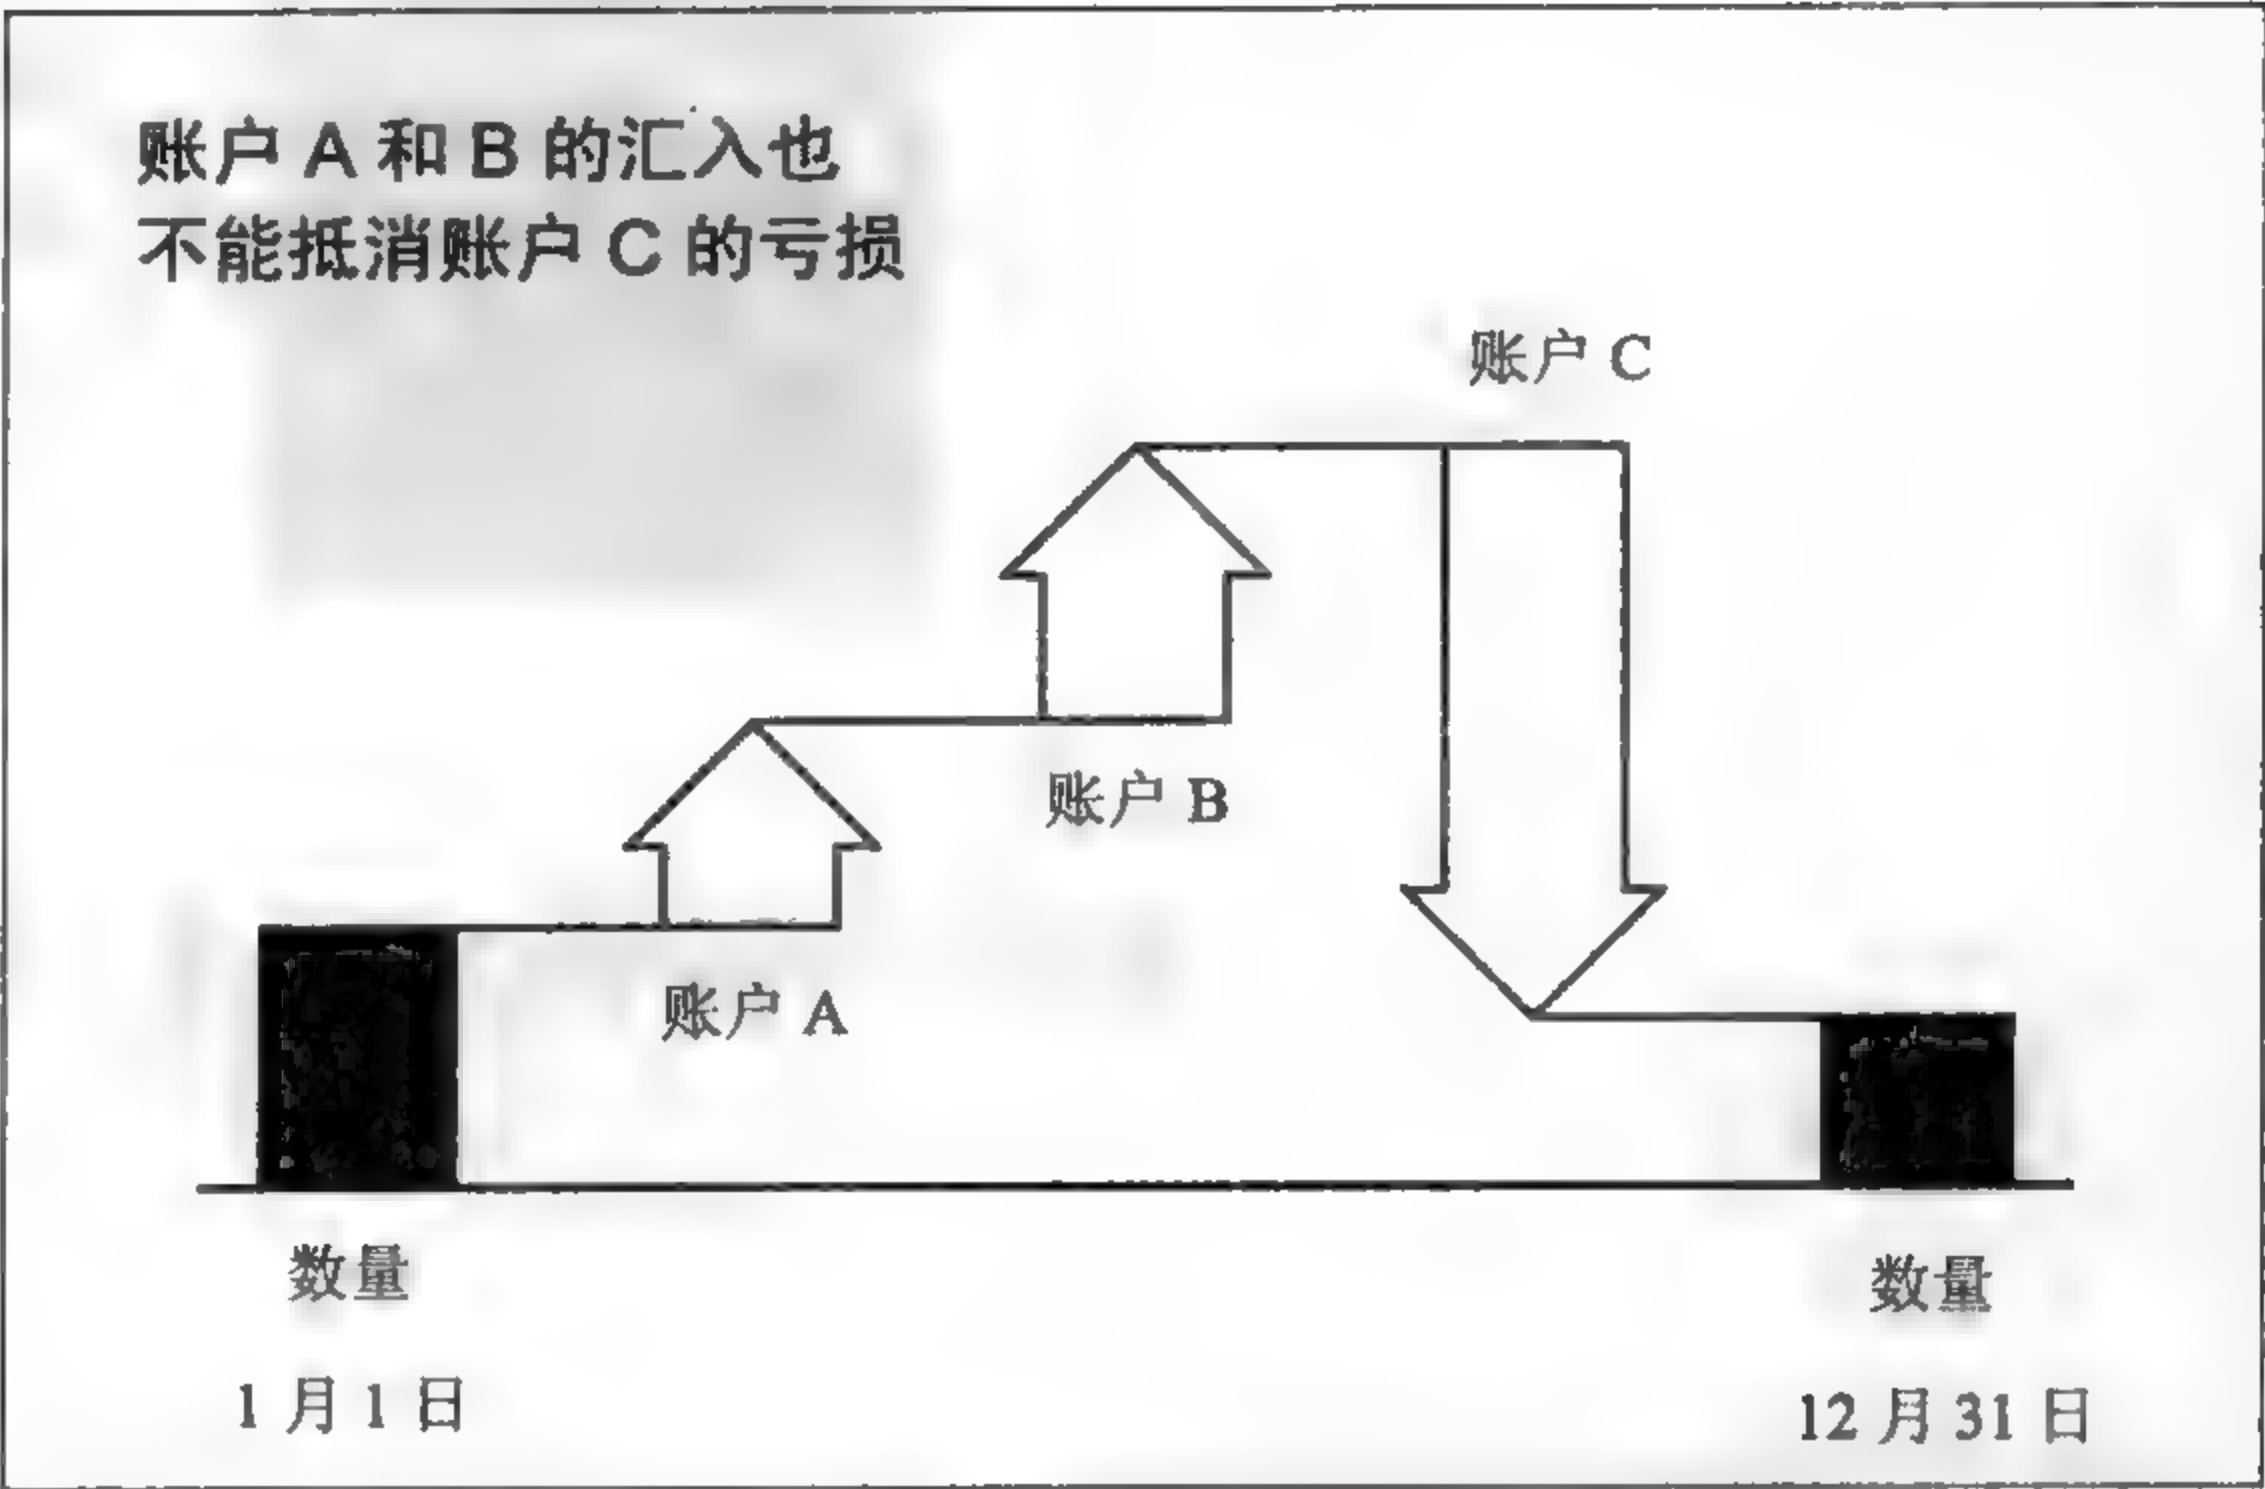 账户 A 和 B 的汇入也
不能抵消账户 C 的亏损
账户 C
账户 B
账户 A
数量
1 月 1 日
数量
12 月 31 日